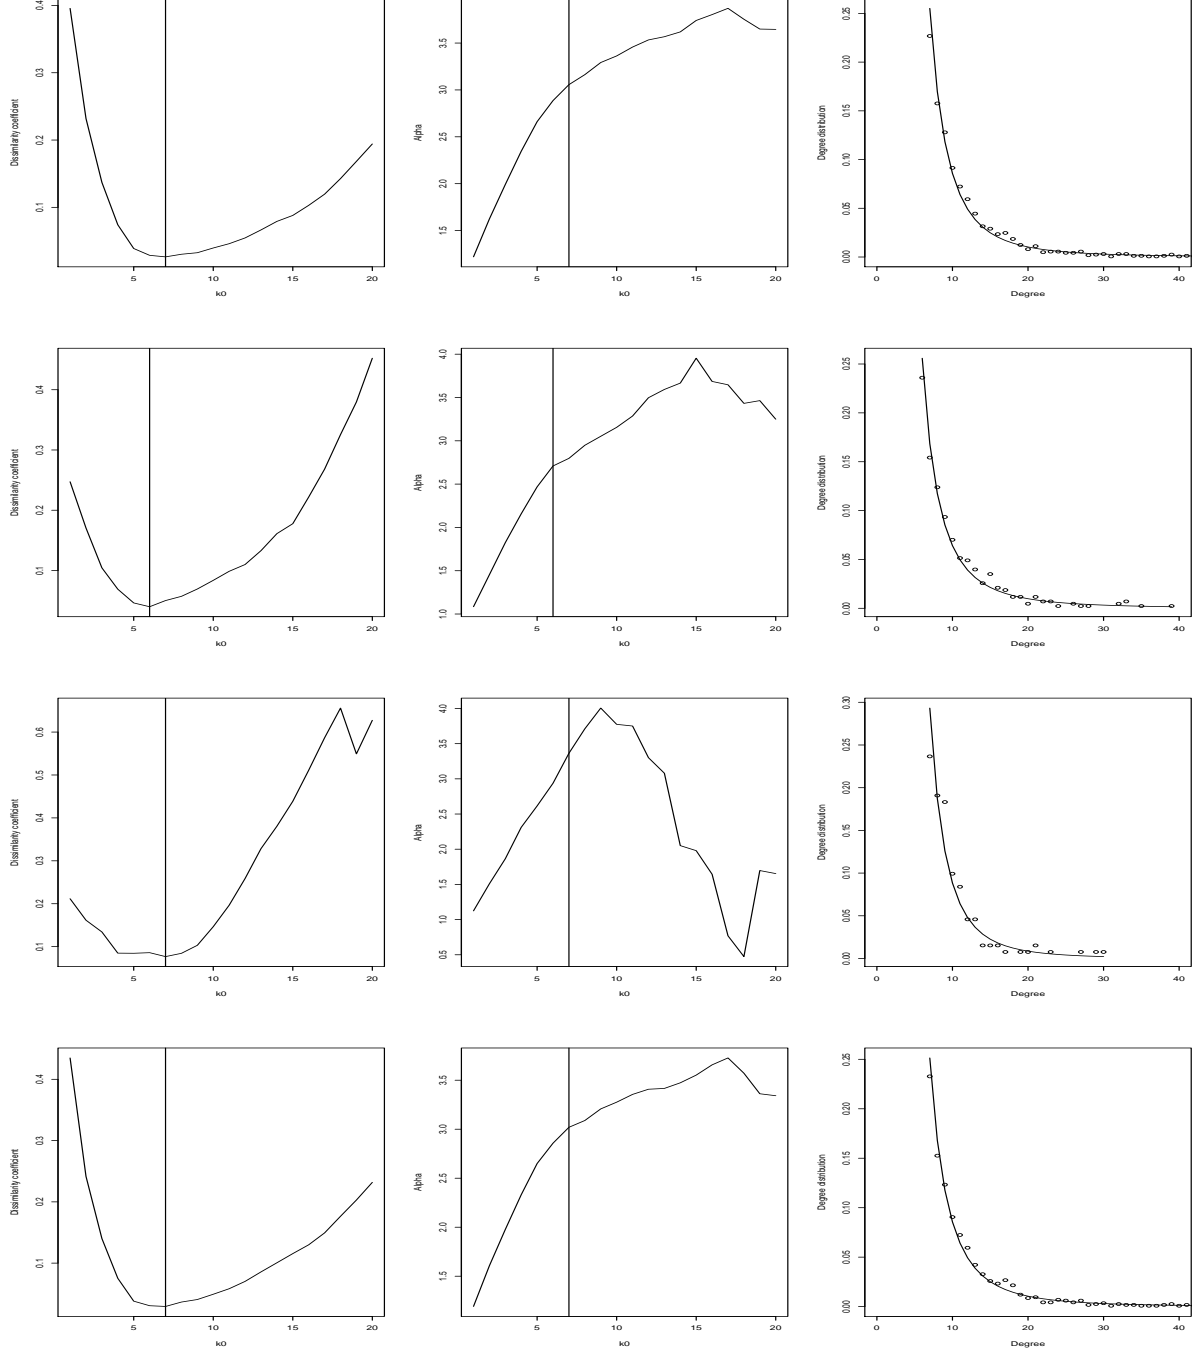 0.1 0.2 0.3 0.4
Dissimilarity coefficient
5 10 15 20
k0
1.5 2.0 2.5 3.0 3.5
Alpha
5 10 15 20
k0
0.00 0.05 0.10 0.15 0.20 0.25
Degree distribution
0 10 20 30 40
Degree
0.1 0.2 0.3 0.4
Dissimilarity coefficient
5 10 15 20
k0
1.0 1.5 2.0 2.5 3.0 3.5 4.0
Alpha
5 10 15 20
k0
0.00 0.05 0.10 0.15 0.20 0.25
Degree distribution
0 10 20 30 40
Degree
0.1 0.2 0.3 0.4 0.5 0.6
Dissimilarity coefficient
5 10 15 20
k0
0.5 1.0 1.5 2.0 2.5 3.0 3.5 4.0
Alpha
5 10 15 20
k0
0.00 0.05 0.10 0.15 0.20 0.25 0.30
Degree distribution
0 10 20 30 40
Degree
0.1 0.2 0.3 0.4
Dissimilarity coefficient
5 10 15 20
k0
1.5 2.0 2.5 3.0 3.5
Alpha
5 10 15 20
k0
0.00 0.05 0.10 0.15 0.20 0.25
Degree distribution
0 10 20 30 40
Degree